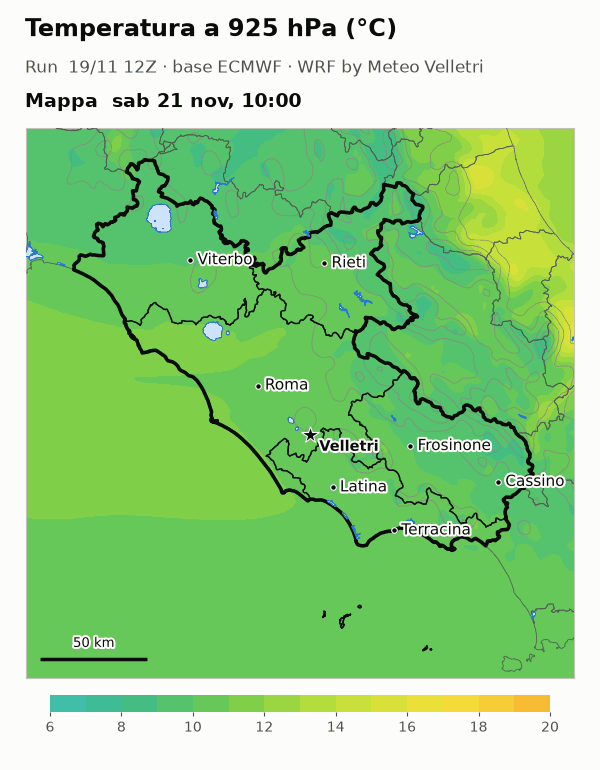 Temperatura a 925 hPa (°C)
Run  19/11 12Z · base ECMWF · WRF by Meteo Velletri
Mappa  sab 21 nov, 10:00
Viterbo
Rieti
Roma
Velletri
Frosinone
Cassino
Latina
Terracina
50 km
6 8 10 12 14 16 18 20